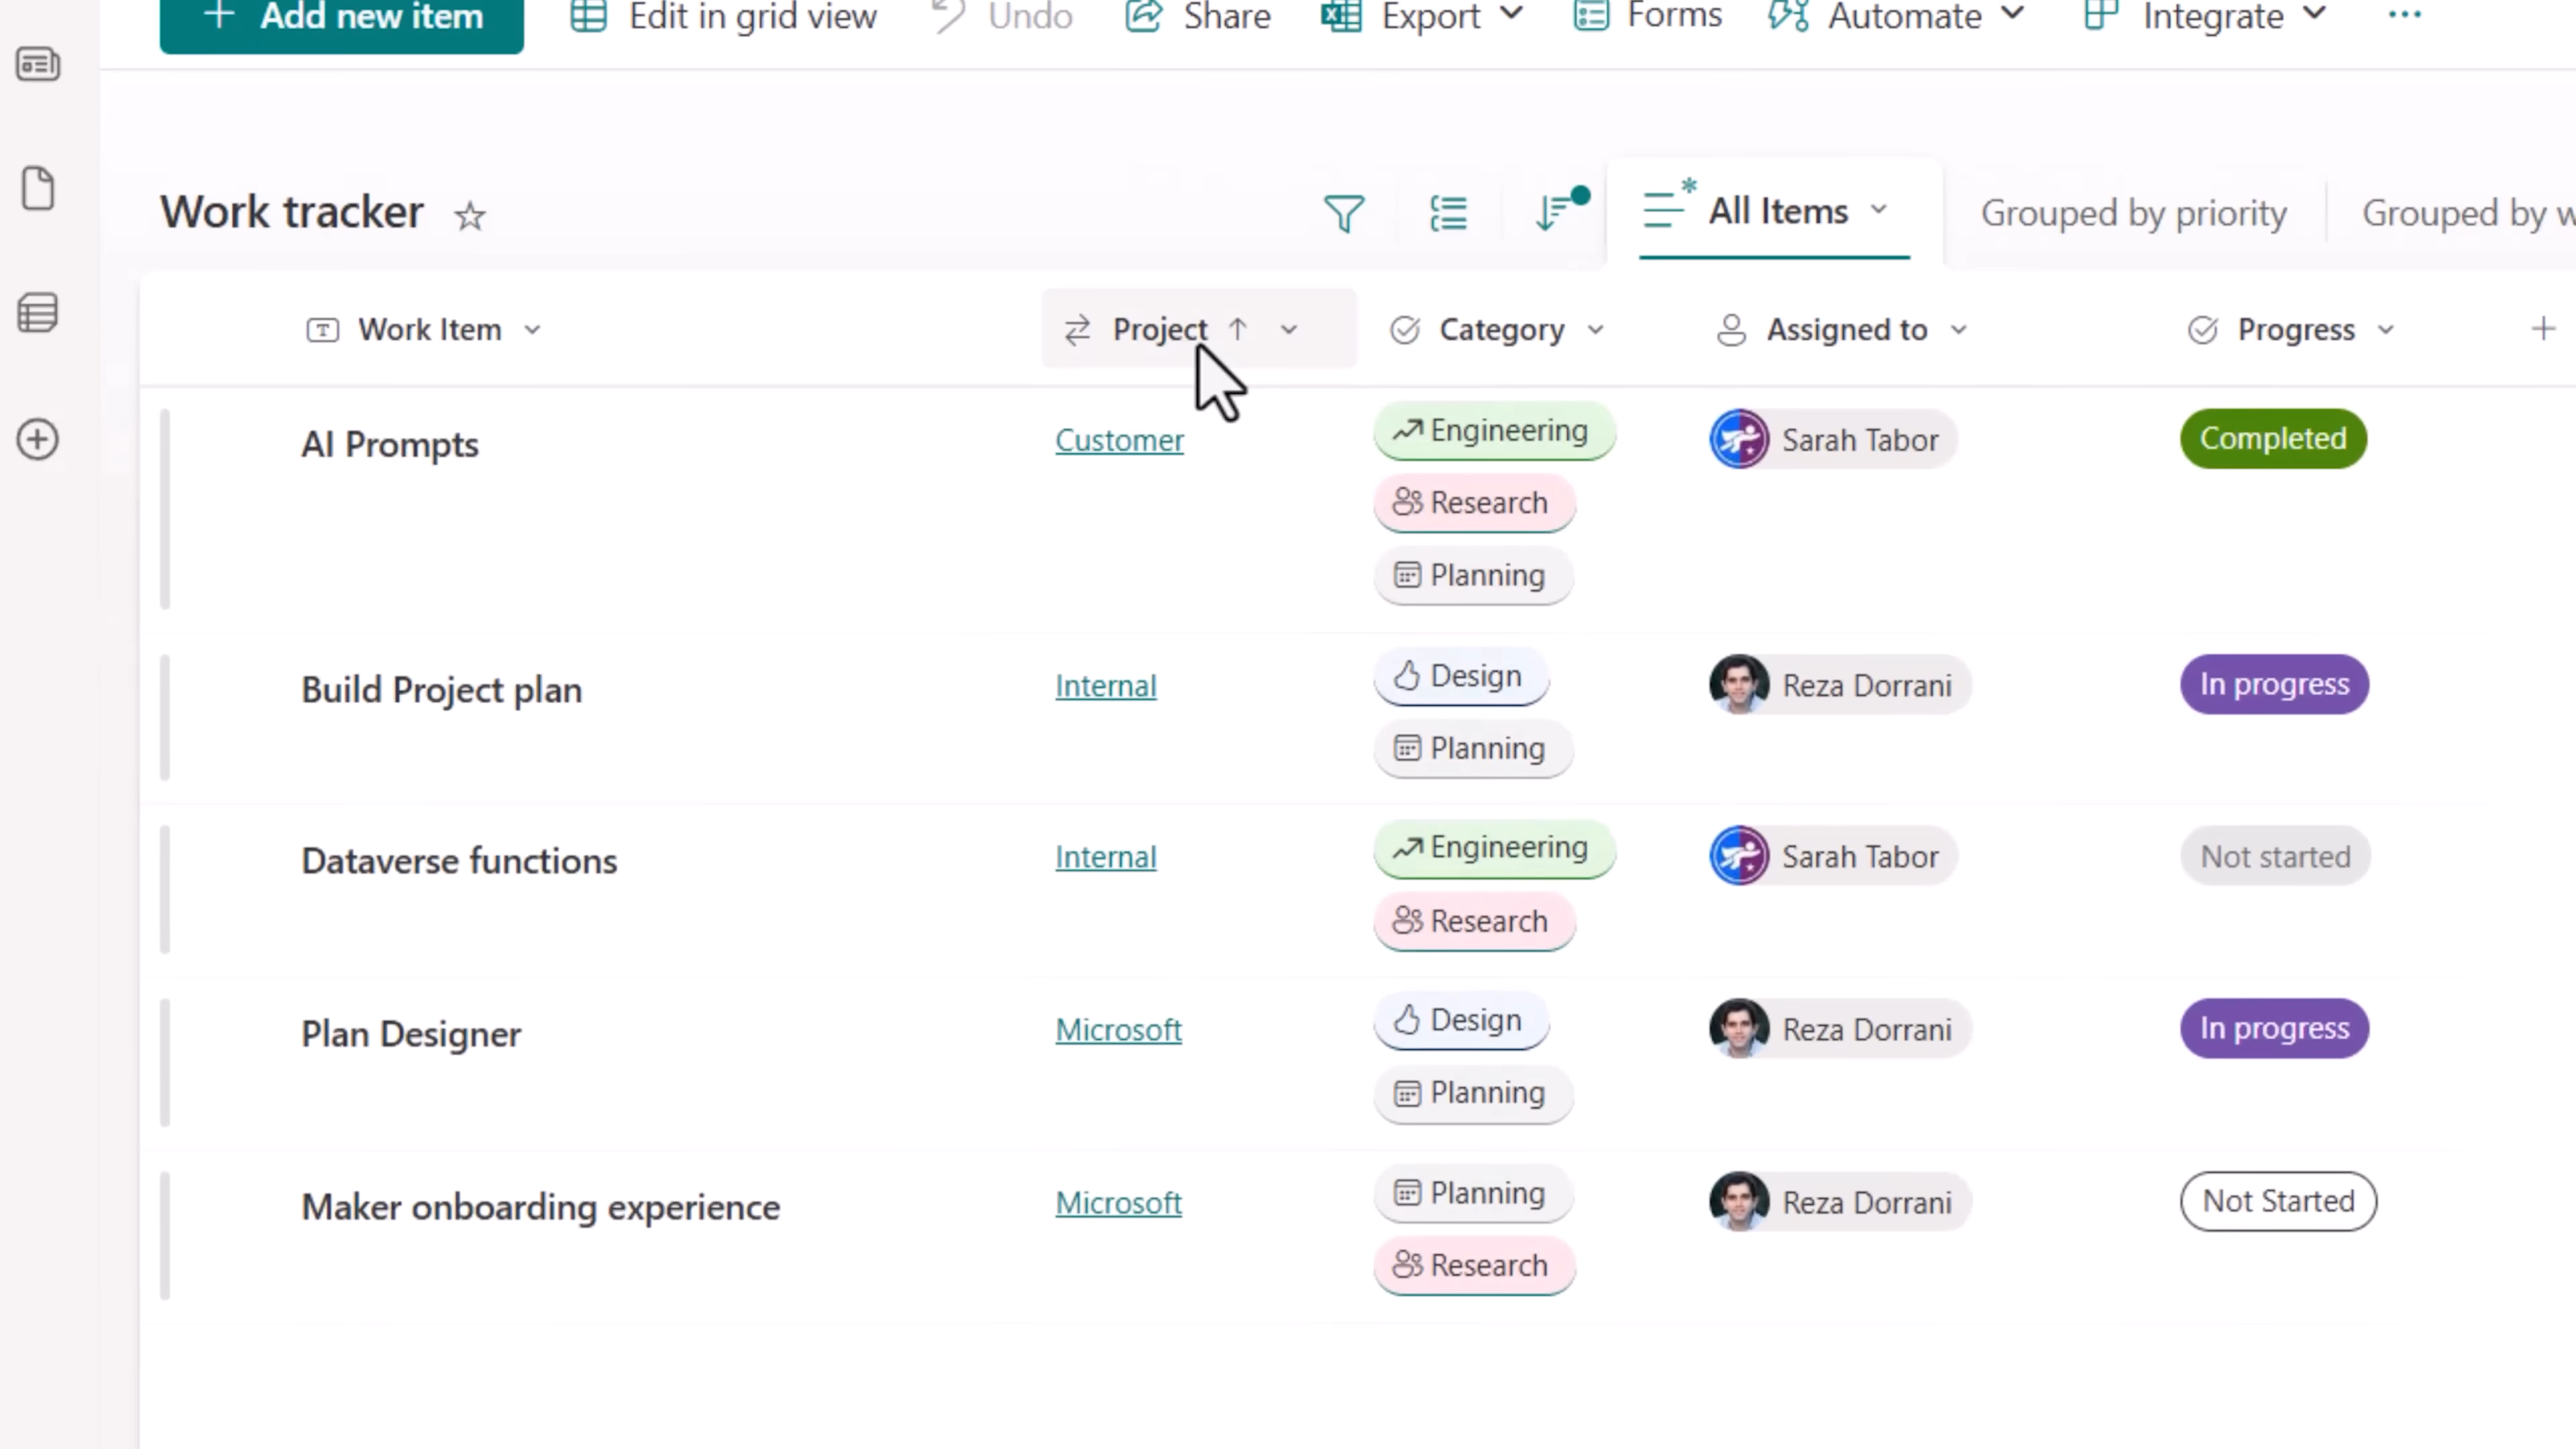 + Add new item Edit in grid view Undo Share Export Forms Automate Integrate ...
Work tracker All Items Grouped by priority Grouped by w
Work Item Project Category Assigned to Progress +
AI Prompts Customer Engineering Sarah Tabor Completed
Research
Planning
Build Project plan Internal Design Reza Dorrani In progress
Planning
Dataverse functions Internal Engineering Sarah Tabor Not started
Research
Plan Designer Microsoft Design Reza Dorrani In progress
Planning
Maker onboarding experience Microsoft Planning Reza Dorrani Not Started
Research